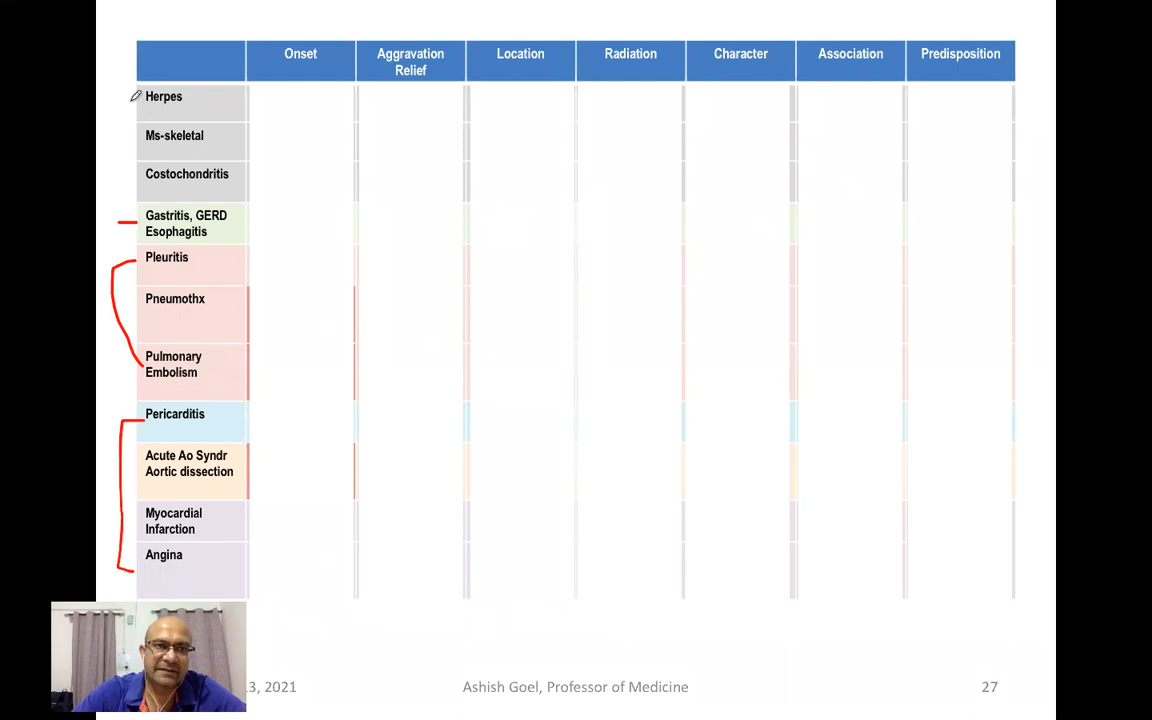 Onset
Aggravation
Relief
Location
Radiation
Character
Association
Predisposition
Herpes
Ms-skeletal
Costochondritis
Gastritis, GERD
Esophagitis
Pleuritis
Pneumothx
Pulmonary
Embolism
Pericarditis
Acute Ao Syndr
Aortic dissection
Myocardial
Infarction
Angina
3, 2021
Ashish Goel, Professor of Medicine
27